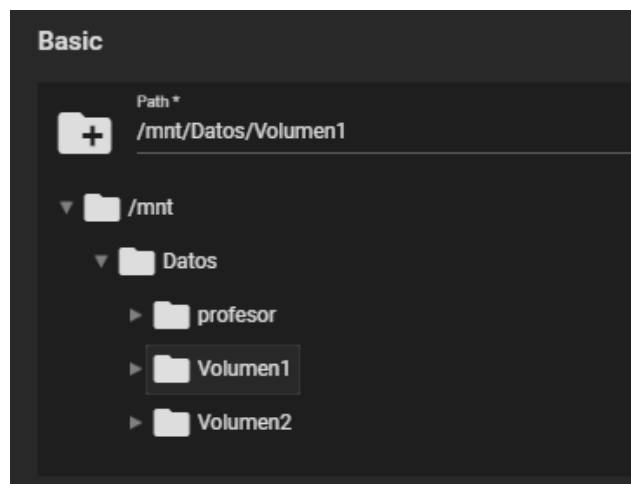 Basic
Path *
/mnt/Datos/Volumen1
/mnt
Datos
profesor
Volumen1
Volumen2